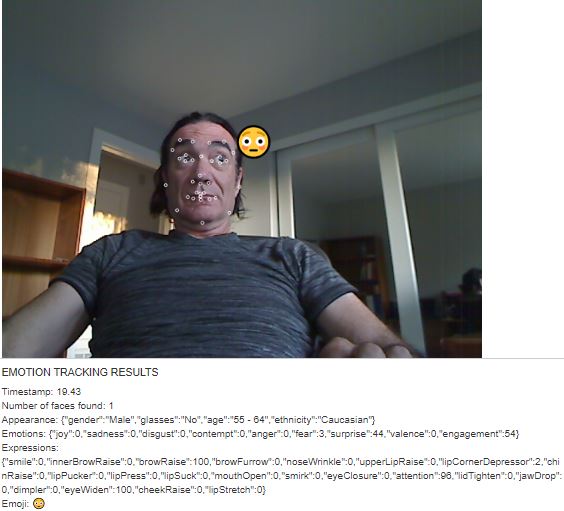 EMOTION TRACKING RESULTS
Timestamp: 19.43
Number of faces found: 1
Appearance: {"gender":"Male","glasses":"No","age":"55 - 64","ethnicity":"Caucasian"}
Emotions: {"joy":0,"sadness":0,"disgust":0,"contempt":0,"anger":0,"fear":3,"surprise":44,"valence":0,"engagement":54}
Expressions:
{"smile":0,"innerBrowRaise":0,"browRaise":100,"browFurrow":0,"noseWrinkle":0,"upperLipRaise":0,"lipCornerDepressor":2,"chi
nRaise":0,"lipPucker":0,"lipPress":0,"lipSuck":0,"mouthOpen":0,"smirk":0,"eyeClosure":0,"attention":96,"lidTighten":0,"jawDrop":
0,"dimpler":0,"eyeWiden":100,"cheekRaise":0,"lipStretch":0}
Emoji: 😳